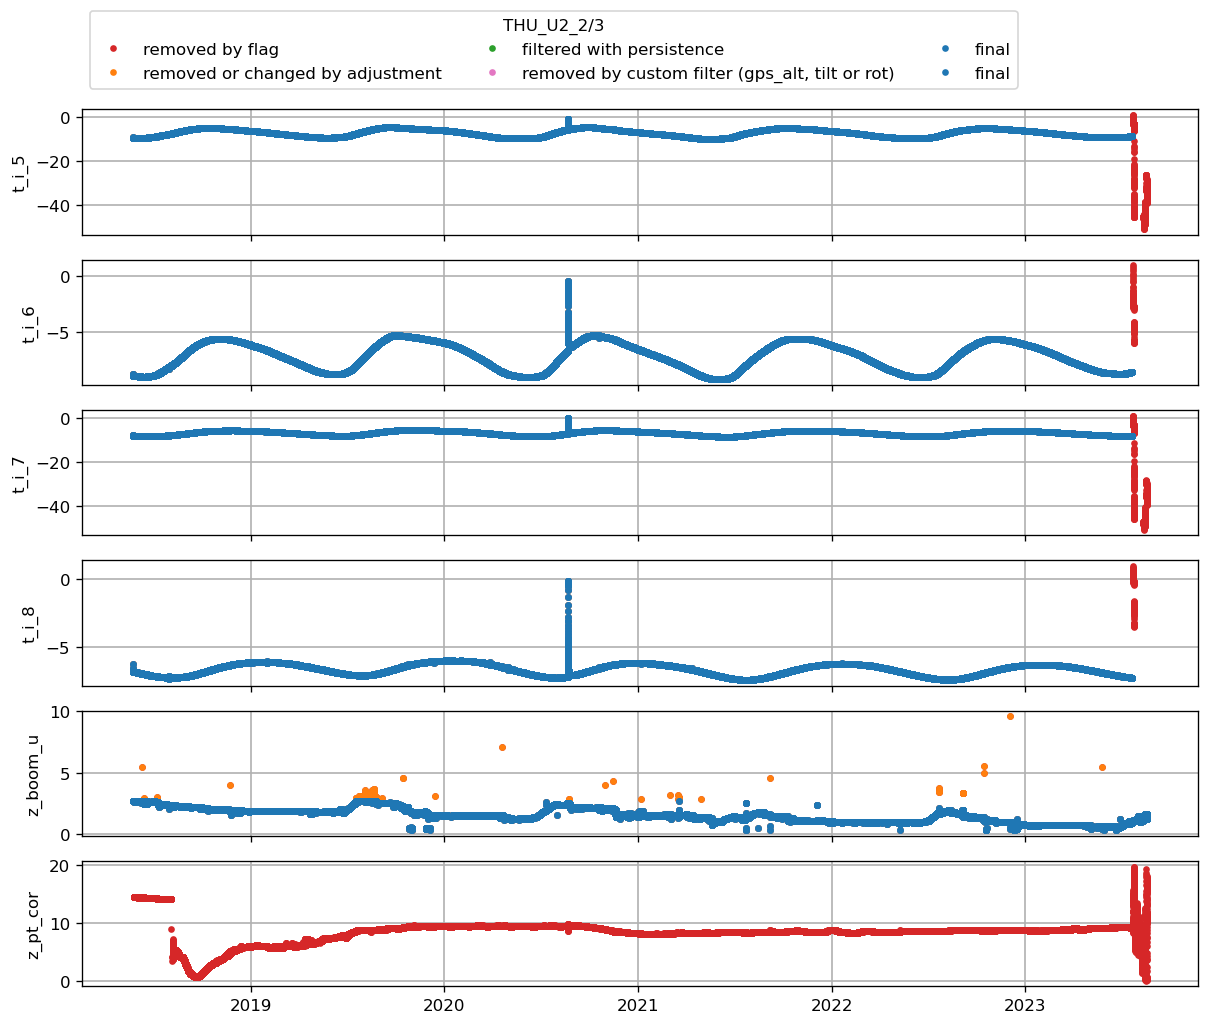 THU_U2_2/3
removed by flag
filtered with persistence
final
removed or changed by adjustment
removed by custom filter (gps_alt, tilt or rot)
final
0
−20
−40
t_i_5
0
−5
t_i_6
0
−20
−40
t_i_7
0
−5
t_i_8
10
5
0
z_boom_u
20
10
0
z_pt_cor
2019
2020
2021
2022
2023